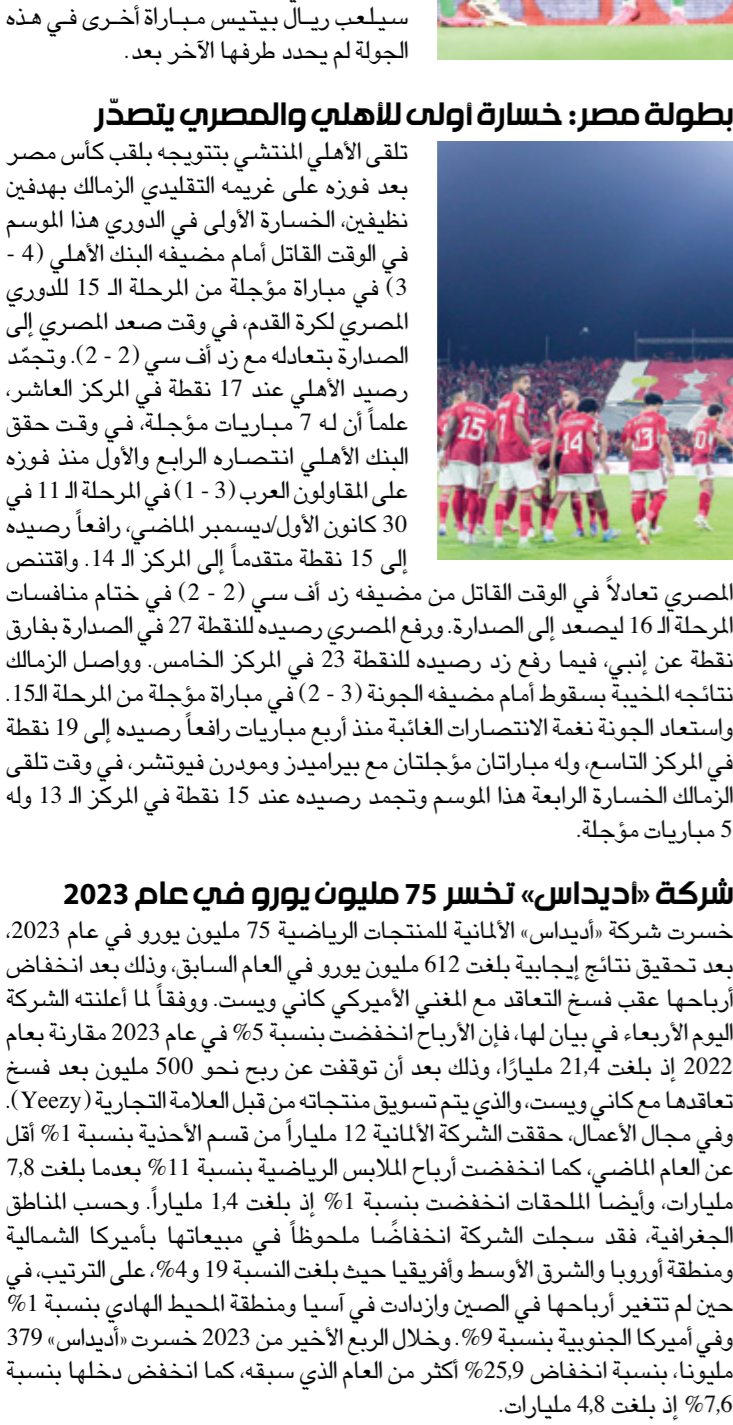 سيلعب ريال بيتيس مباراة أخرى في هذه
الجولة لم يحدد طرفها الآخر بعد.
بطولة مصر: خسارة أولى للأهلي والمصري يتصدّر
تلقى الأهلي المنتشي بتتويجه بلقب كأس مصر
بعد فوزه على غريمه التقليدي الزمالك بهدفين
نظيفين، الخسارة الأولى في الدوري هذا الموسم
في الوقت القاتل أمام مضيفه البنك الأهلي (4 -
3) في مباراة مؤجلة من المرحلة الـ 15 للدوري
المصري لكرة القدم، في وقت صعد المصري إلى
الصدارة بتعادله مع زد أف سي (2 - 2). وتجمّد
رصيد الأهلي عند 17 نقطة في المركز العاشر،
علماً أن له 7 مباريات مؤجلة، في وقت حقق
البنك الأهلي انتصاره الرابع والأول منذ فوزه
على المقاولون العرب (3 - 1) في المرحلة الـ 11 في
30 كانون الأول/ديسمبر الماضي، رافعاً رصيده
إلى 15 نقطة متقدماً إلى المركز الـ 14. واقتنص
المصري تعادلاً في الوقت القاتل من مضيفه زد أف سي (2 - 2) في ختام منافسات
المرحلة الـ 16 ليصعد إلى الصدارة. ورفع المصري رصيده للنقطة 27 في الصدارة بفارق
نقطة عن إنبي، فيما رفع زد رصيده للنقطة 23 في المركز الخامس. وواصل الزمالك
نتائجه المخيبة بسقوط أمام مضيفه الجونة (3 - 2) في مباراة مؤجلة من المرحلة الـ15.
واستعاد الجونة نغمة الانتصارات الغائبة منذ أربع مباريات رافعاً رصيده إلى 19 نقطة
في المركز التاسع، وله مباراتان مؤجلتان مع بيراميدز ومودرن فيوتشر، في وقت تلقى
الزمالك الخسارة الرابعة هذا الموسم وتجمد رصيده عند 15 نقطة في المركز الـ 13 وله
5 مباريات مؤجلة.
شركة «أديداس» تخسر 75 مليون يورو في عام 2023
خسرت شركة «أديداس» الألمانية للمنتجات الرياضية 75 مليون يورو في عام 2023،
بعد تحقيق نتائج إيجابية بلغت 612 مليون يورو في العام السابق، وذلك بعد انخفاض
أرباحها عقب فسخ التعاقد مع المغني الأميركي كاني ويست. ووفقاً لما أعلنته الشركة
اليوم الأربعاء في بيان لها، فإن الأرباح انخفضت بنسبة 5% في عام 2023 مقارنة بعام
2022 إذ بلغت 21,4 مليارًا، وذلك بعد أن توقفت عن ربح نحو 500 مليون بعد فسخ
تعاقدها مع كاني ويست، والذي يتم تسويق منتجاته من قبل العلامة التجارية (Yeezy).
وفي مجال الأعمال، حققت الشركة الألمانية 12 ملياراً من قسم الأحذية بنسبة 1% أقل
عن العام الماضي، كما انخفضت أرباح الملابس الرياضية بنسبة 11% بعدما بلغت 7,8
مليارات، وأيضا الملحقات انخفضت بنسبة 1% إذ بلغت 1,4 ملياراً. وحسب المناطق
الجغرافية، فقد سجلت الشركة انخفاضًا ملحوظاً في مبيعاتها بأميركا الشمالية
ومنطقة أوروبا والشرق الأوسط وأفريقيا حيث بلغت النسبة 19 و4%، على الترتيب، في
حين لم تتغير أرباحها في الصين وازدادت في آسيا ومنطقة المحيط الهادي بنسبة 1%
وفي أميركا الجنوبية بنسبة 9%. وخلال الربع الأخير من 2023 خسرت «أديداس» 379
مليونا، بنسبة انخفاض 25,9% أكثر من العام الذي سبقه، كما انخفض دخلها بنسبة
7,6% إذ بلغت 4,8 مليارات.
15
14
13